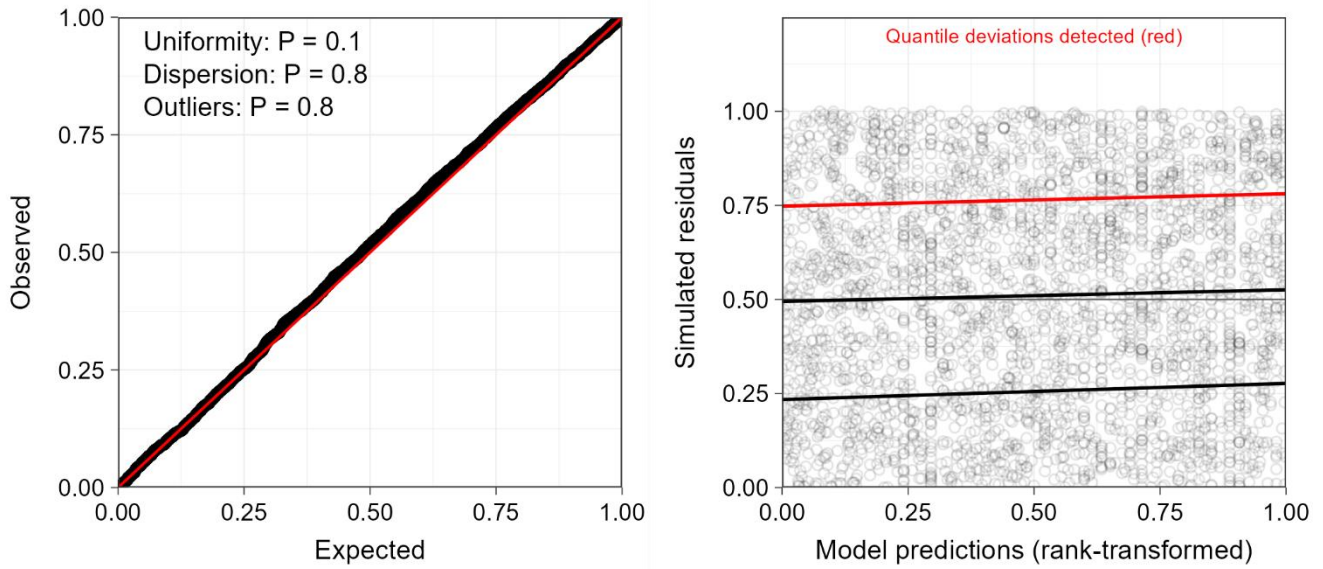 1.00
0.75
0.50
0.25
0.00
Observed
Uniformity: P = 0.1
Dispersion: P = 0.8
Outliers: P = 0.8
0.00 0.25 0.50 0.75 1.00
Expected
Quantile deviations detected (red)
1.00
0.75
0.50
0.25
0.00
Simulated residuals
0.00 0.25 0.50 0.75 1.00
Model predictions (rank-transformed)